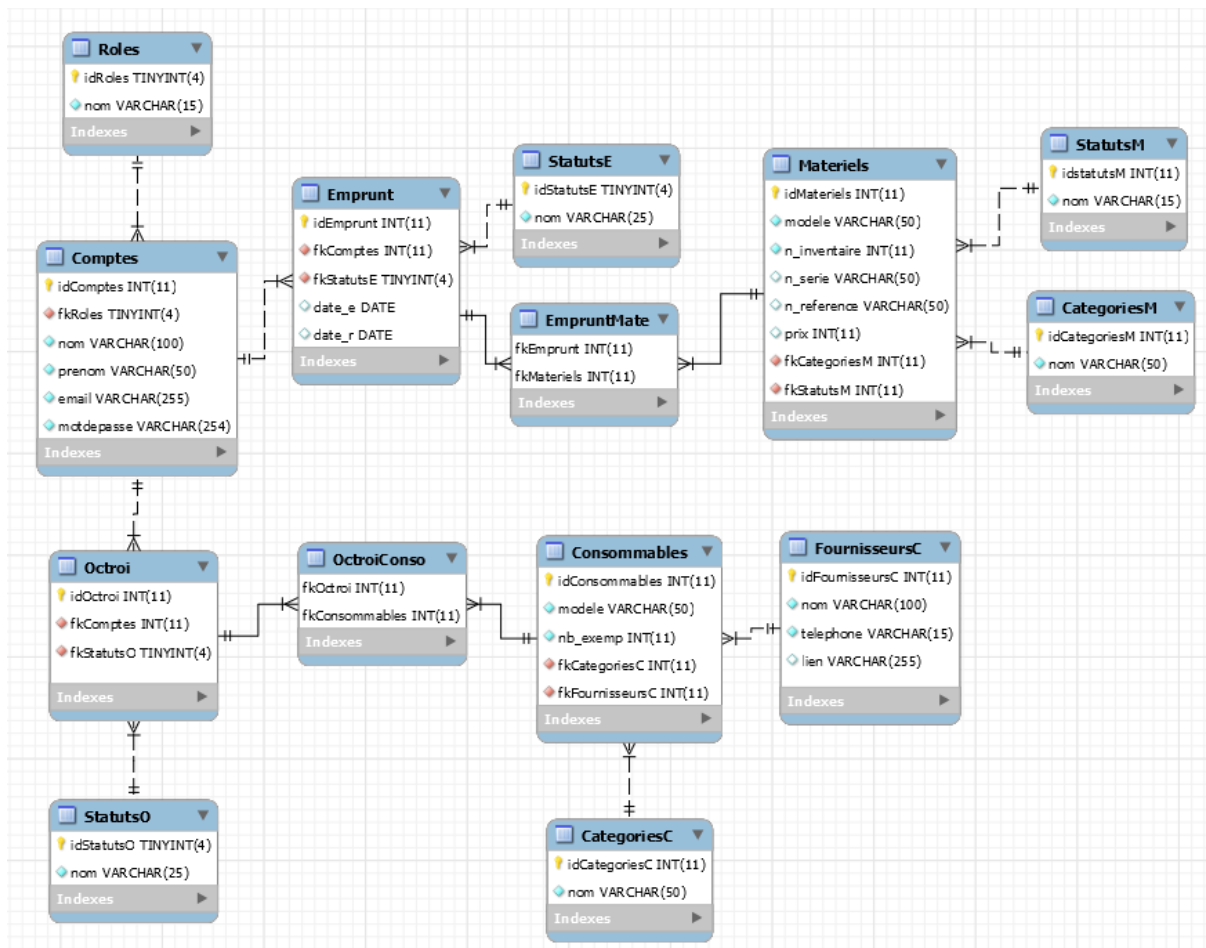 Roles
idRoles TINYINT(4)
nom VARCHAR(15)
Indexes
Comptes
idComptes INT(11)
fkRoles TINYINT(4)
nom VARCHAR(100)
prenom VARCHAR(50)
email VARCHAR(255)
motdepasse VARCHAR(254)
Indexes
Emprunt
idEmprunt INT(11)
fkComptes INT(11)
fkStatutsE TINYINT(4)
date_e DATE
date_r DATE
Indexes
StatutsE
idStatutsE TINYINT(4)
nom VARCHAR(25)
Indexes
EmpruntMate
fkEmprunt INT(11)
fkMateriels INT(11)
Indexes
Materiels
idMateriels INT(11)
modele VARCHAR(50)
n_inventaire INT(11)
n_serie VARCHAR(50)
n_reference VARCHAR(50)
prix INT(11)
fkCategoriesM INT(11)
fkStatutsM INT(11)
Indexes
StatutsM
idstatutsM INT(11)
nom VARCHAR(15)
Indexes
CategoriesM
idCategoriesM INT(11)
nom VARCHAR(50)
Indexes
Octroi
idOctroi INT(11)
fkComptes INT(11)
fkStatutsO TINYINT(4)
Indexes
OctroiConso
fkOctroi INT(11)
fkConsommables INT(11)
Indexes
Consommables
idConsommables INT(11)
modele VARCHAR(50)
nb_exemp INT(11)
fkCategoriesC INT(11)
fkFournisseursC INT(11)
Indexes
FournisseursC
idFournisseursC INT(11)
nom VARCHAR(100)
telephone VARCHAR(15)
lien VARCHAR(255)
Indexes
StatutsO
idStatutsO TINYINT(4)
nom VARCHAR(25)
Indexes
CategoriesC
idCategoriesC INT(11)
nom VARCHAR(50)
Indexes